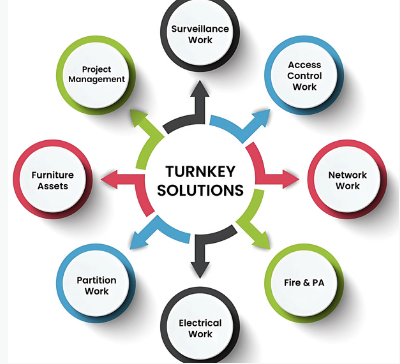 Surveillance
Work
Project
Management
Access
Control
Work
Furniture
Assets
TURNKEY
SOLUTIONS
Network
Work
Partition
Work
Fire & PA
Electrical
Work